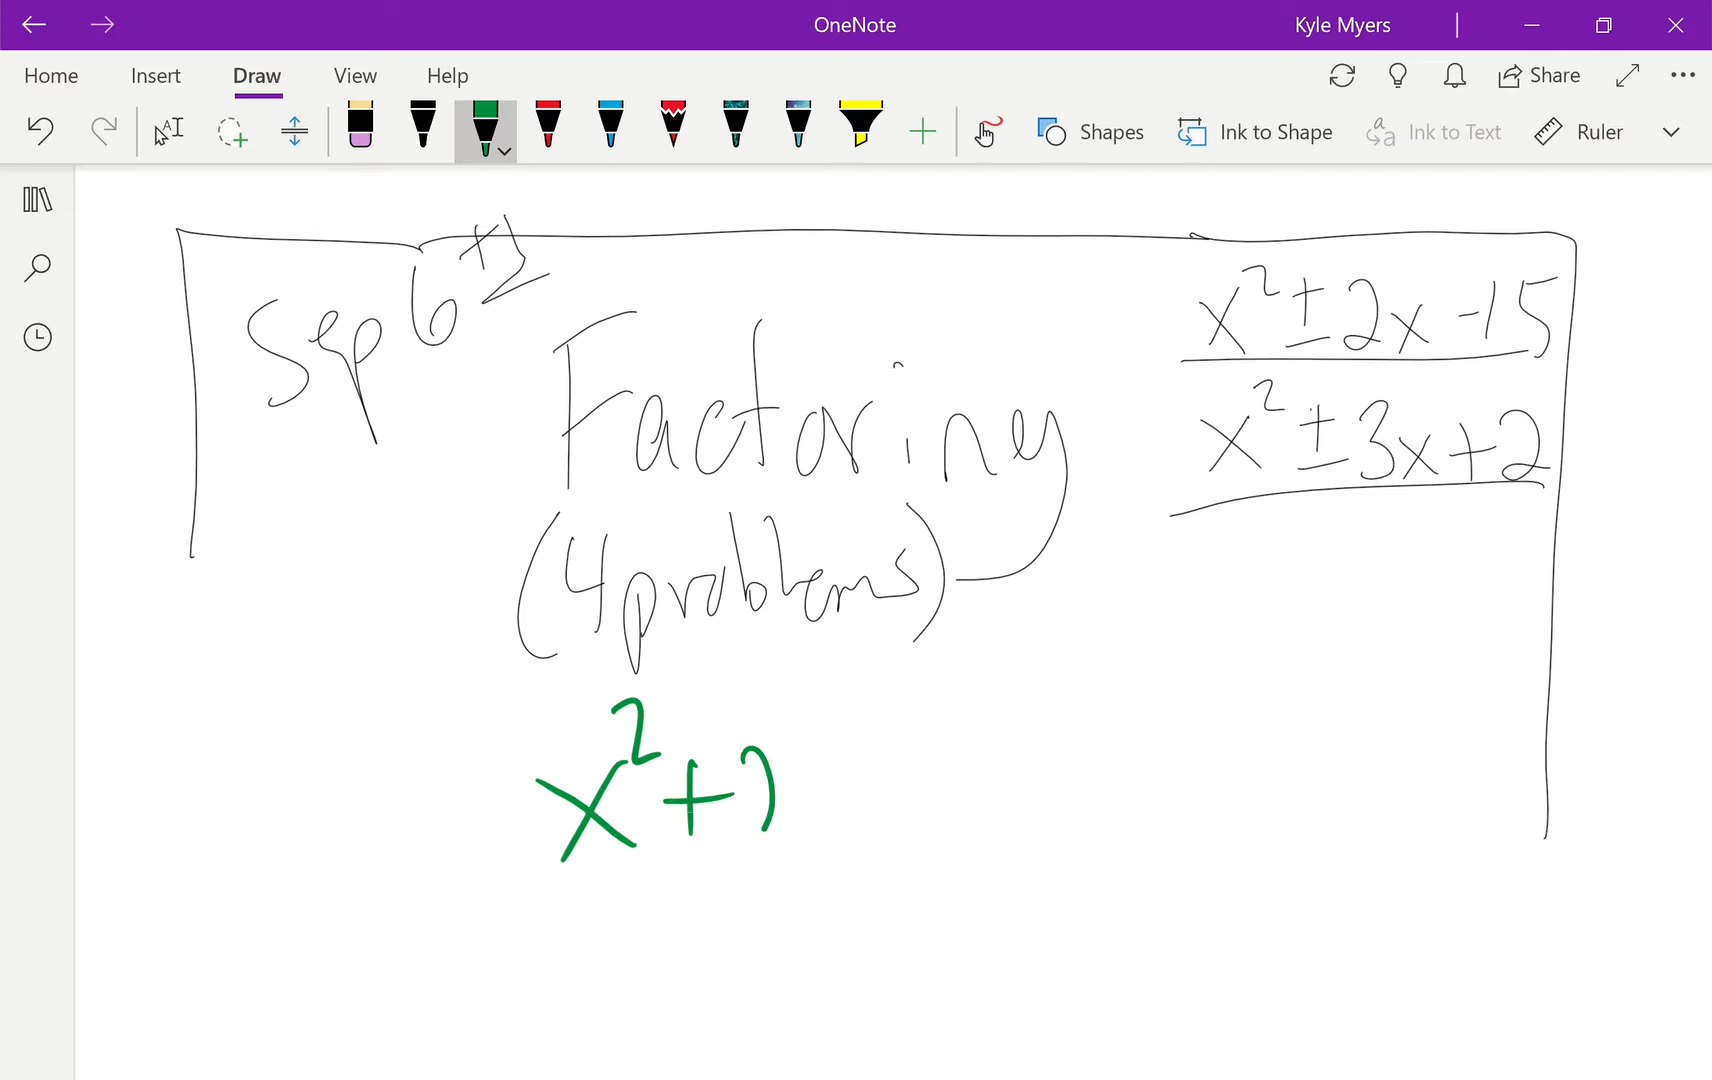 OneNote
Kyle Myers
Home Insert Draw View Help
Share
Shapes Ink to Shape Ink to Text Ruler
Sep 6th
Factoring
(4 problems)
x² ± 2x - 15
x² ± 3x + 2
x² +